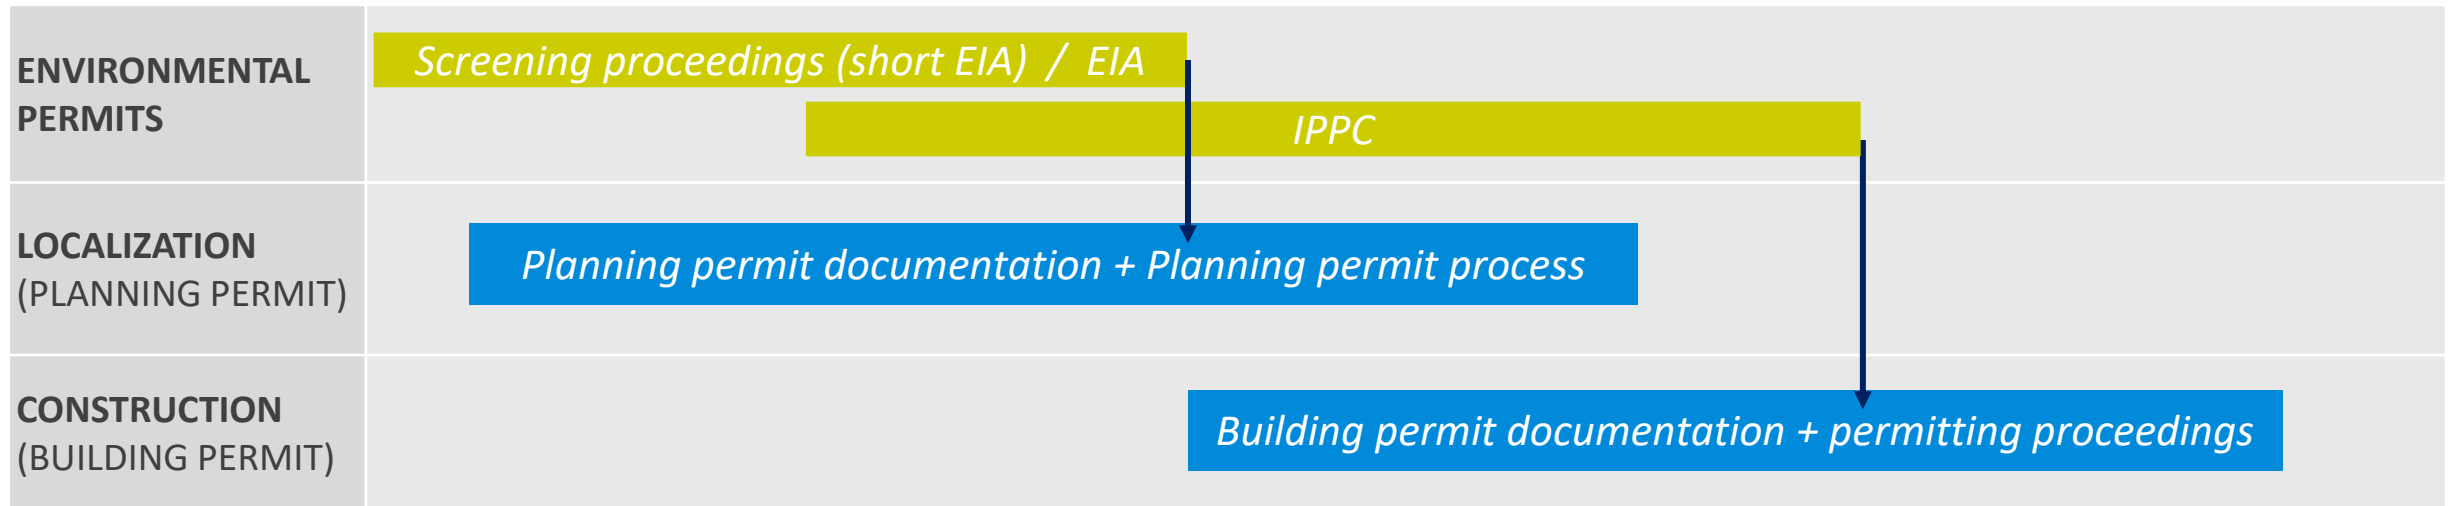 ENVIRONMENTAL
PERMITS
Screening proceedings (short EIA) / EIA
IPPC
LOCALIZATION
(PLANNING PERMIT)
Planning permit documentation + Planning permit process
CONSTRUCTION
(BUILDING PERMIT)
Building permit documentation + permitting proceedings